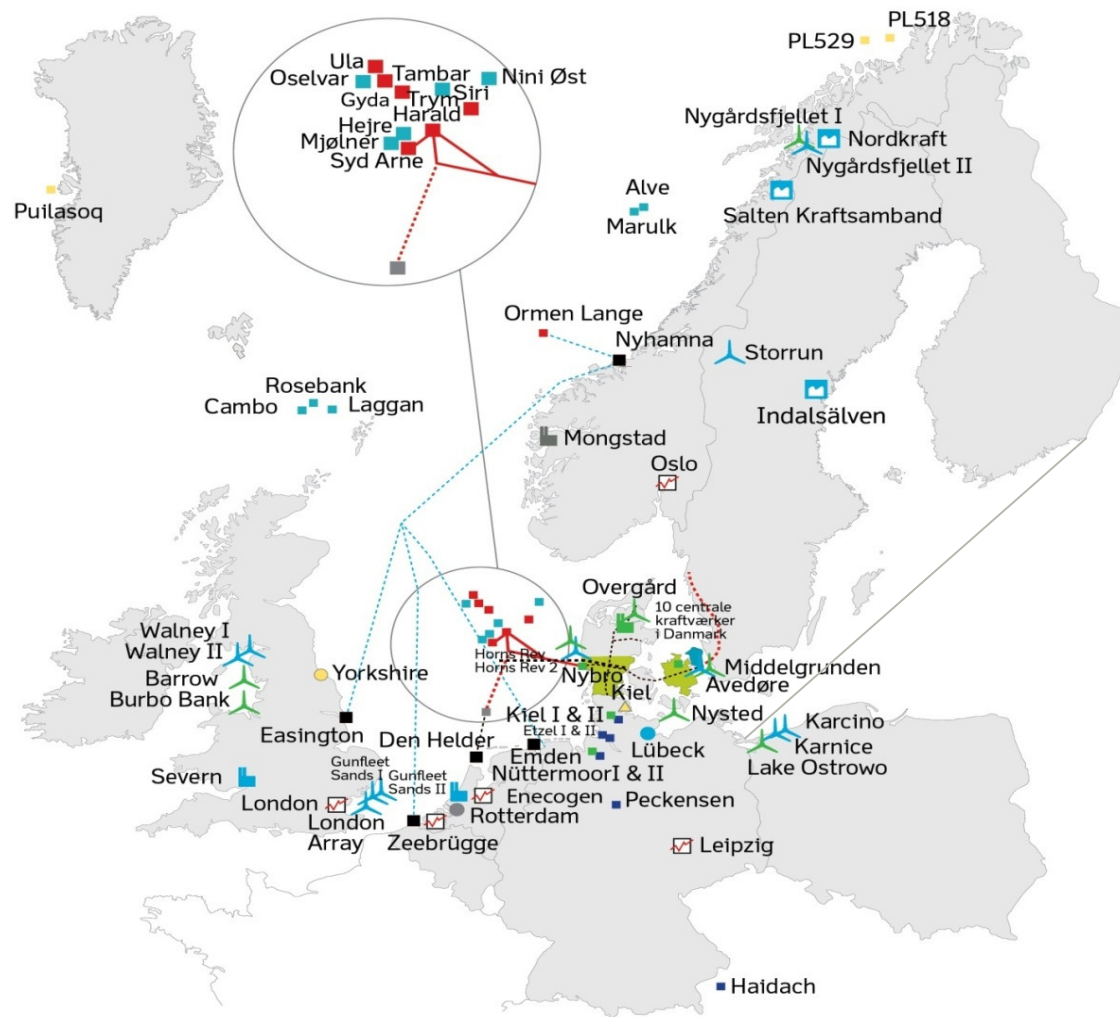 PL518
PL529
Ula
Oselvar
Tambar
Nini Øst
Gyda
Trym
Siri
Harald
Hejre
Mjølner
Syd Arne
Nygårdsfjellet I
Nordkraft
Nygårdsfjellet II
Puilasoq
Alve
Marulk
Salten Kraftsamband
Ormen Lange
Nyhamna
Storrun
Rosebank
Cambo
Laggan
Indalsälven
Mongstad
Oslo
Overgård
10 centrale
kraftværker
i Danmark
Walney I
Walney II
Barrow
Burbo Bank
Yorkshire
Horns Rev
Horns Rev 2
Nybro
Middelgrunden
Avedøre
Kiel
Kiel I & II
Etzel I & II
Nysted
Karcino
Karnice
Lake Ostrowo
Easington
Den Helder
Emden
Lübeck
Nüttermoor I & II
Severn
Gunfleet
Sands I
Gunfleet
Sands II
Enecogen
Peckensen
London
London
Array
Rotterdam
Zeebrügge
Leipzig
Haidach